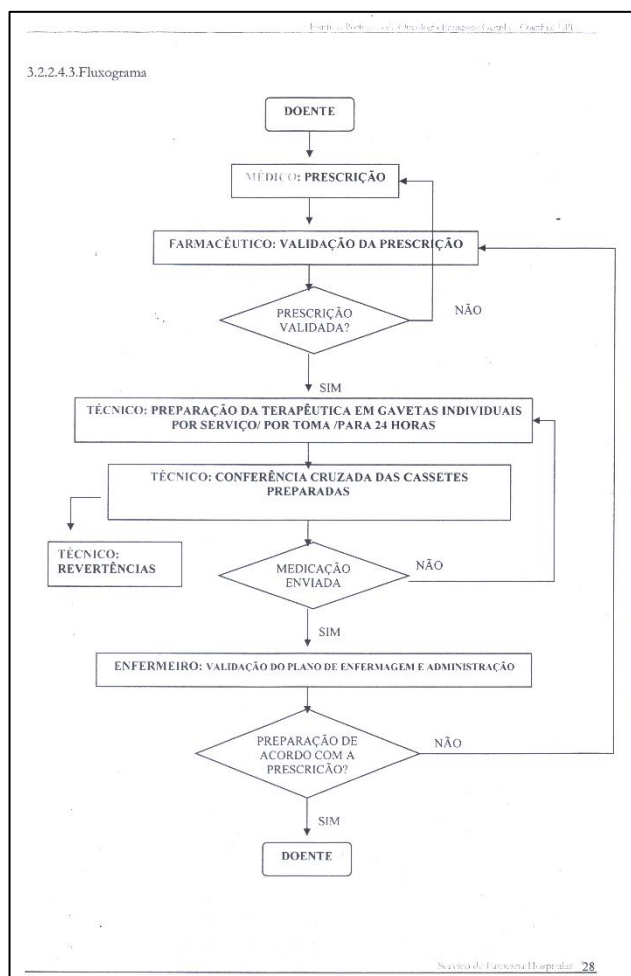 3.2.2.4.3.Fluxograma
DOENTE
MÉDICO: PRESCRIÇÃO
FARMACÊUTICO: VALIDAÇÃO DA PRESCRIÇÃO
PRESCRIÇÃO
VALIDADA?
NÃO
SIM
TÉCNICO: PREPARAÇÃO DA TERAPÊUTICA EM GAVETAS INDIVIDUAIS
POR SERVIÇO/ POR TOMA /PARA 24 HORAS
TÉCNICO: CONFERÊNCIA CRUZADA DAS CASSETES
PREPARADAS
TÉCNICO:
REVERTÊNCIAS
MEDICAÇÃO
ENVIADA
NÃO
SIM
ENFERMEIRO: VALIDAÇÃO DO PLANO DE ENFERMAGEM E ADMINISTRAÇÃO
PREPARAÇÃO DE
ACORDO COM A
PRESCRICÃO?
NÃO
SIM
DOENTE
Serviço de Farmácia Hospitalar 28